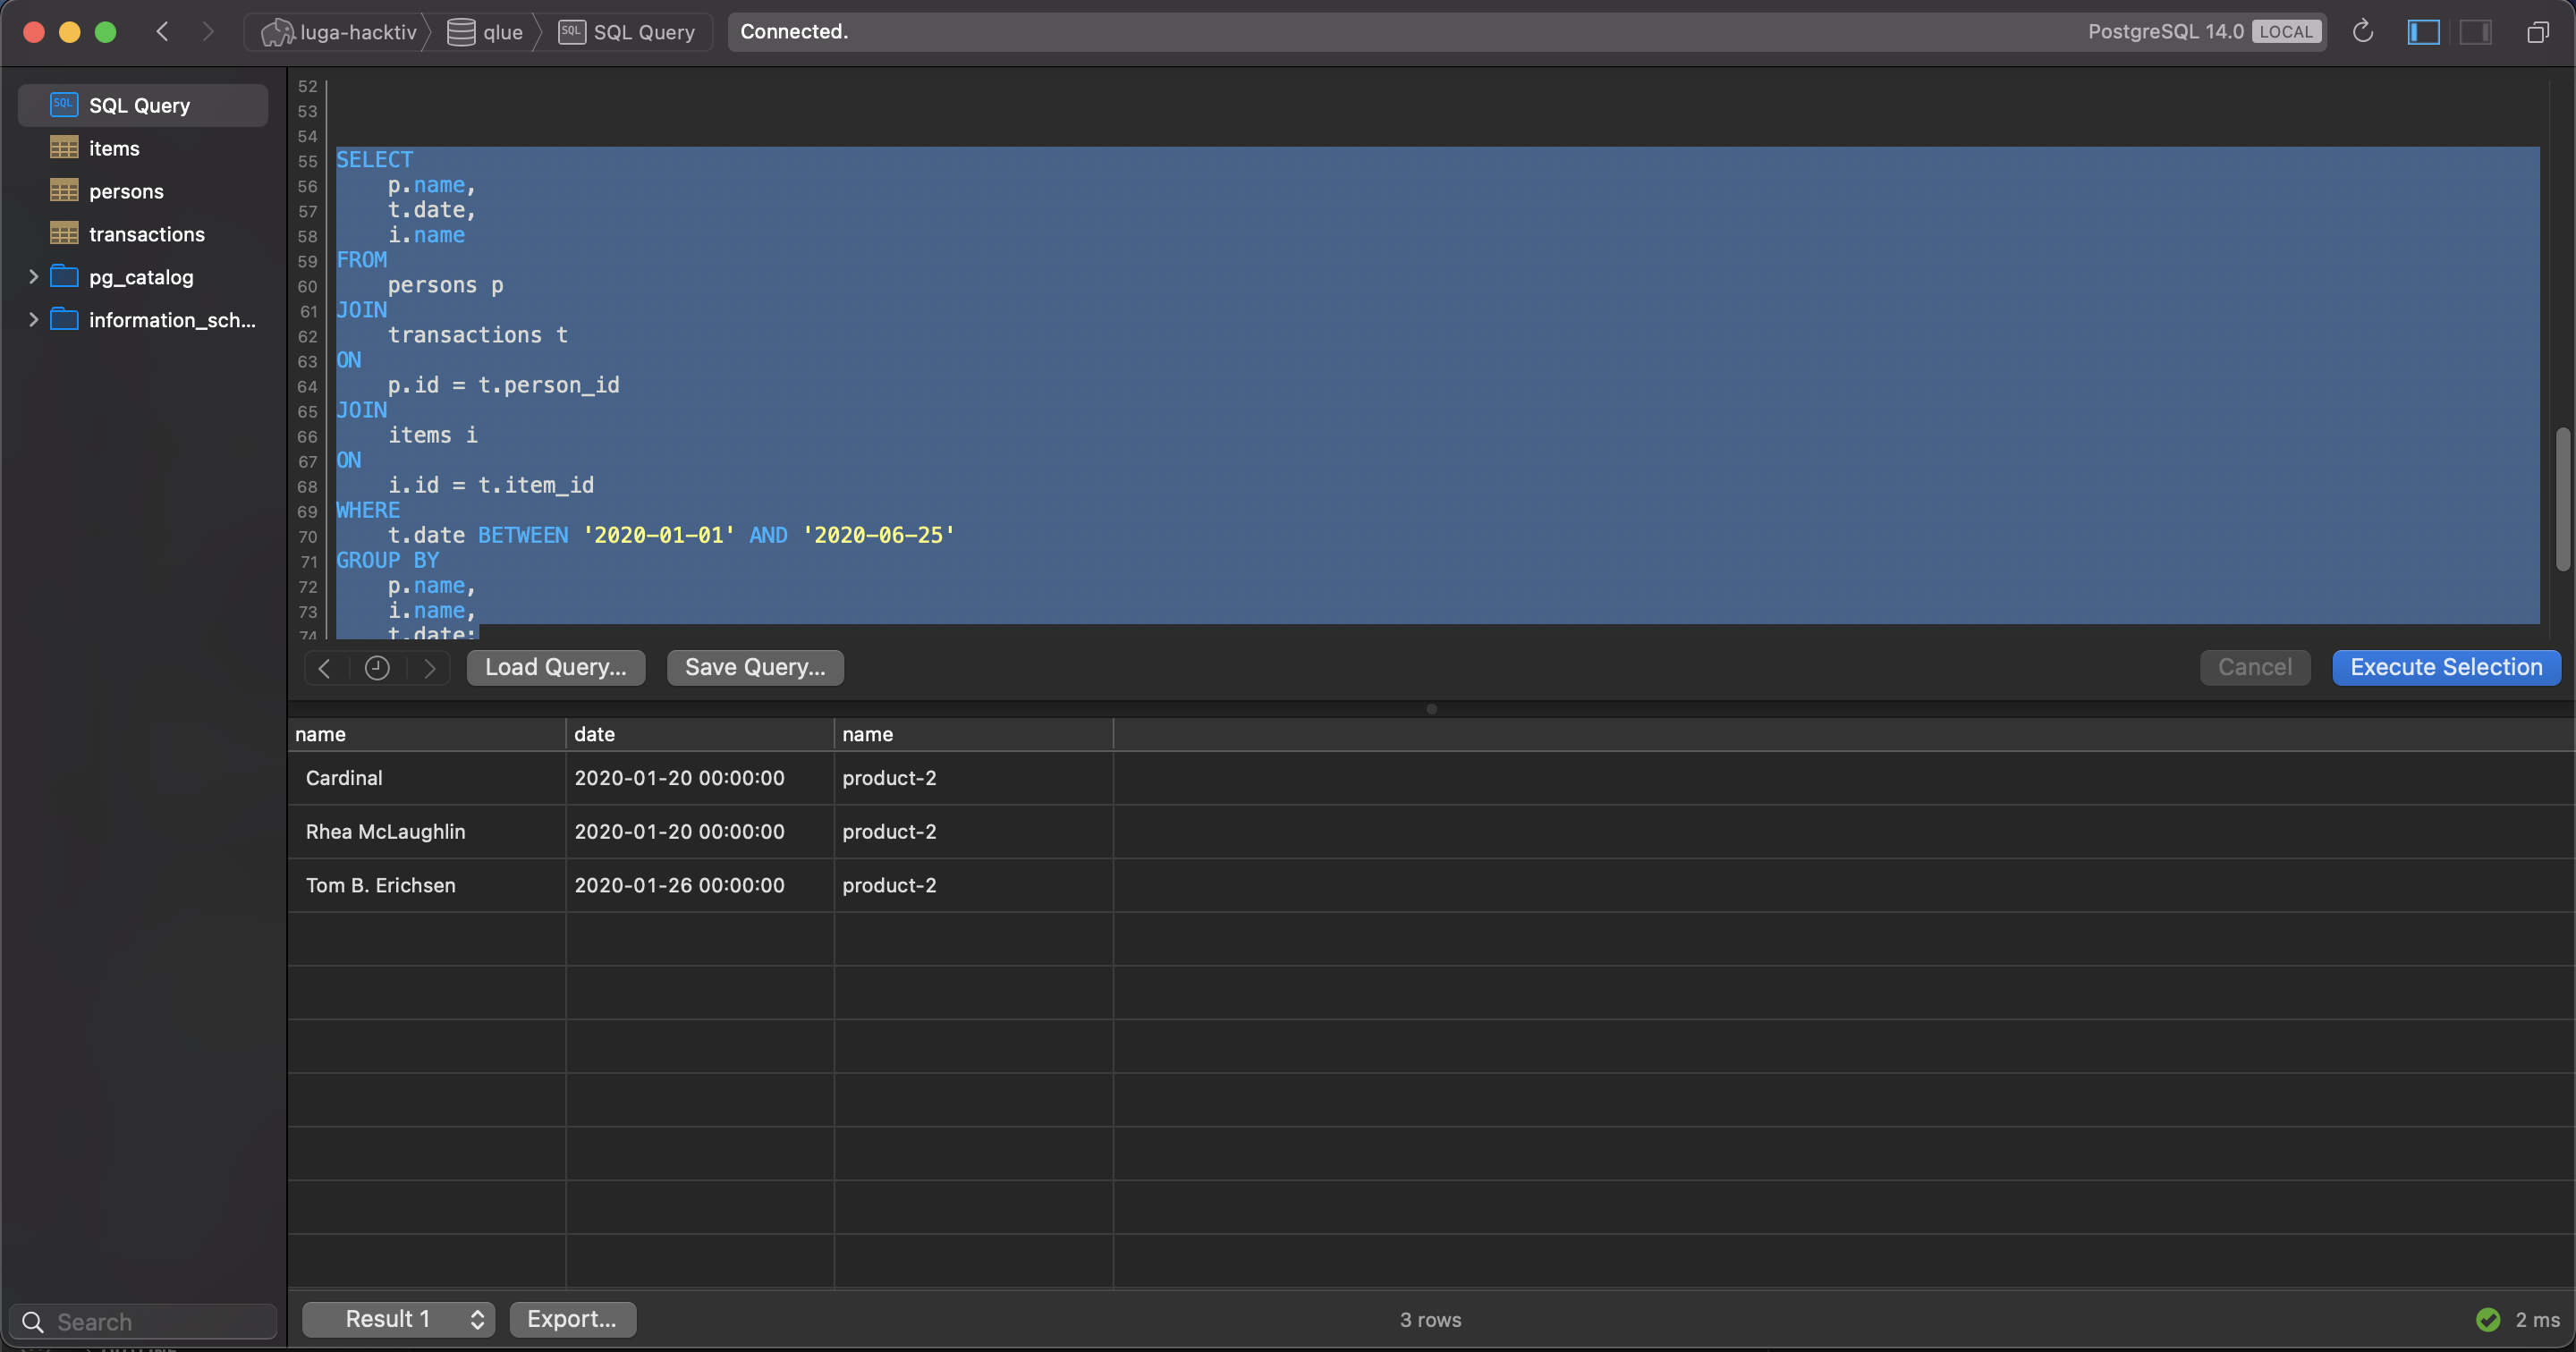 luga-hacktiv qlue SQL SQL Query Connected. PostgreSQL 14.0 LOCAL
SQL SQL Query
items
persons
transactions
pg_catalog
information_sch...
52
53
54
55 SELECT
56 p.name,
57 t.date,
58 i.name
59 FROM
60 persons p
61 JOIN
62 transactions t
63 ON
64 p.id = t.person_id
65 JOIN
66 items i
67 ON
68 i.id = t.item_id
69 WHERE
70 t.date BETWEEN '2020-01-01' AND '2020-06-25'
71 GROUP BY
72 p.name,
73 i.name,
74 t.date;
Load Query... Save Query... Cancel Execute Selection
name date name
Cardinal 2020-01-20 00:00:00 product-2
Rhea McLaughlin 2020-01-20 00:00:00 product-2
Tom B. Erichsen 2020-01-26 00:00:00 product-2
Search Result 1 Export... 3 rows 2 ms